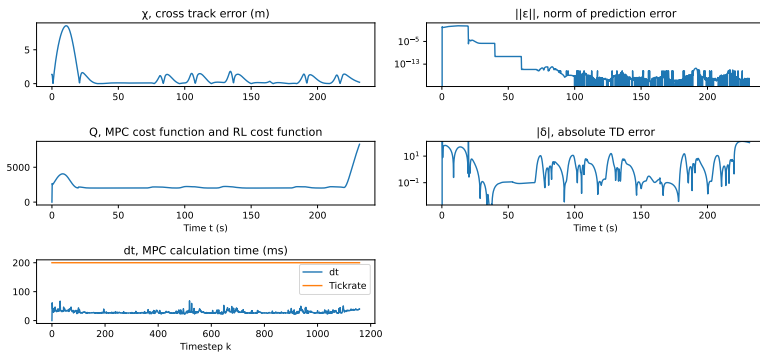 χ, cross track error (m)
5
0
0 50 100 150 200
||ε||, norm of prediction error
10⁻⁵
10⁻¹³
0 50 100 150 200
Q, MPC cost function and RL cost function
5000
0
0 50 100 150 200
Time t (s)
|δ|, absolute TD error
10¹
10⁻¹
0 50 100 150 200
Time t (s)
dt, MPC calculation time (ms)
200
100
0
dt
Tickrate
0 200 400 600 800 1000 1200
Timestep k